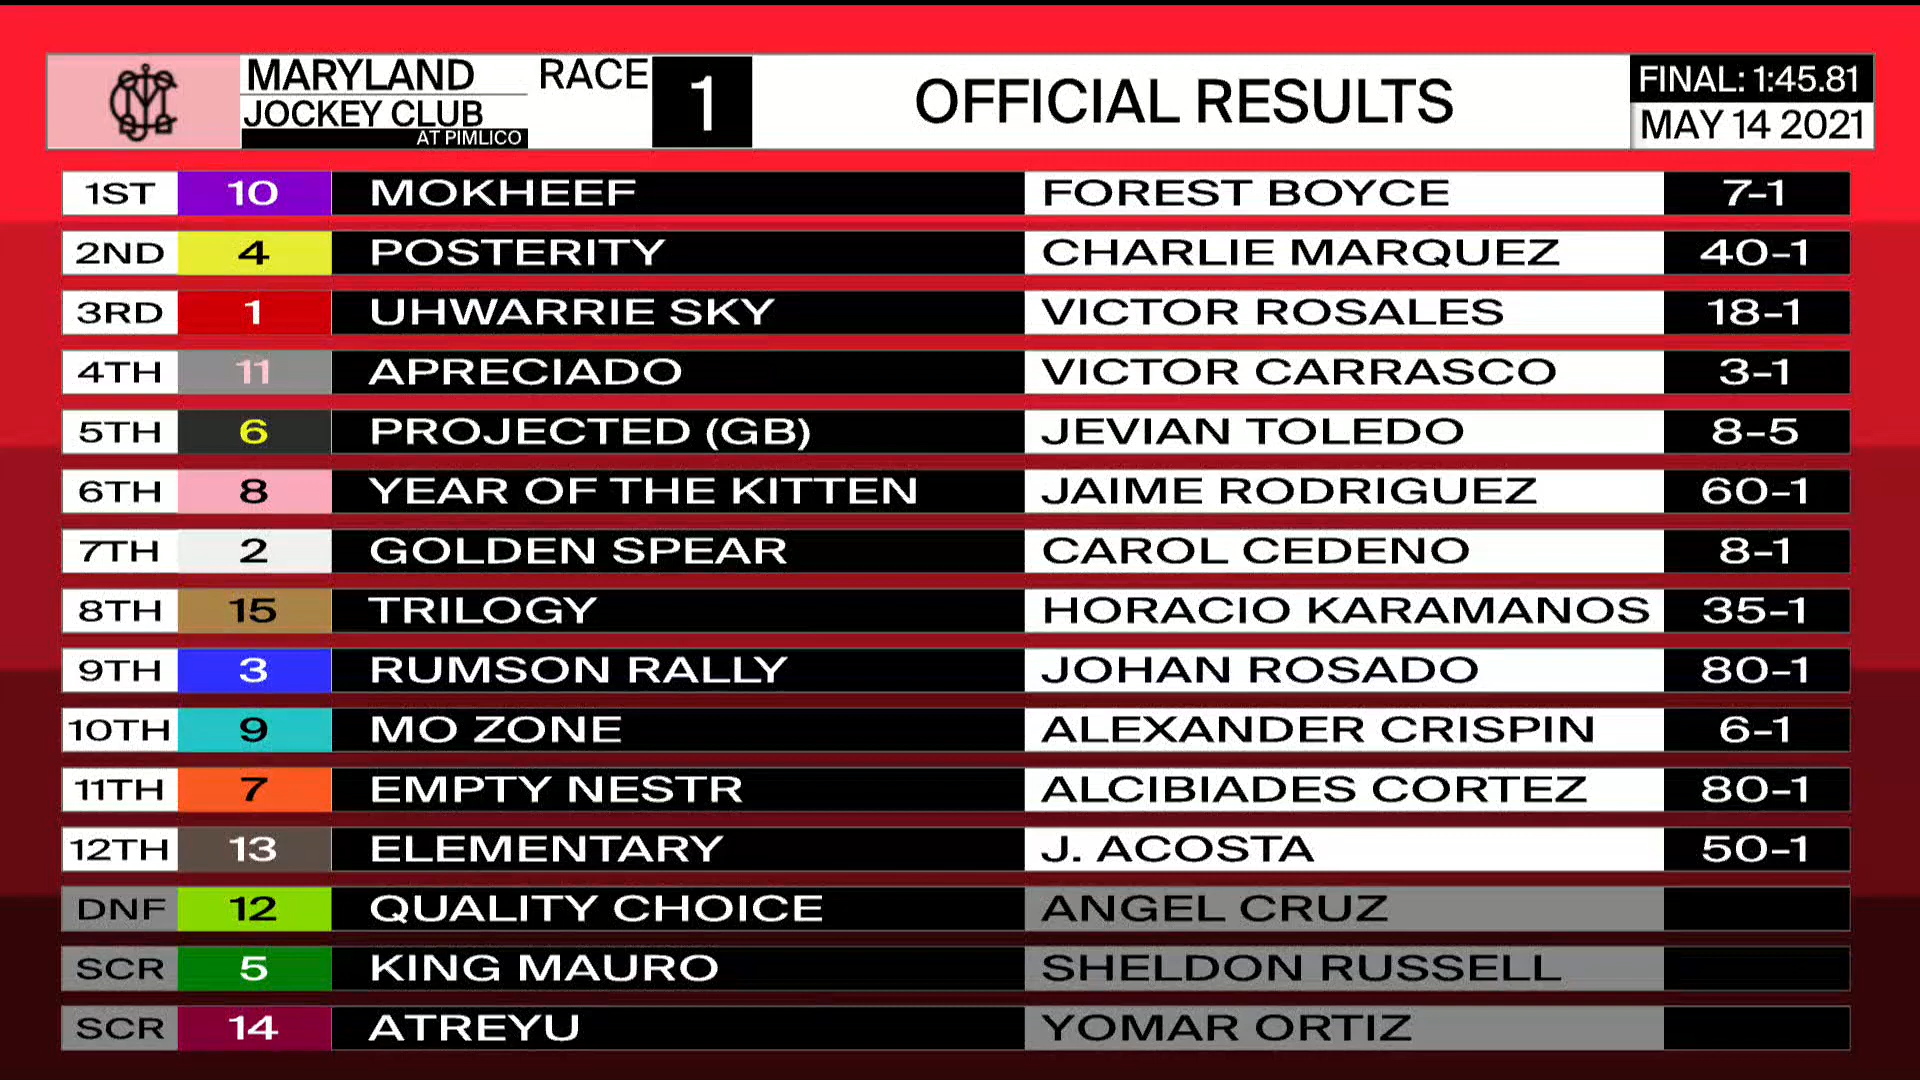 MARYLAND
JOCKEY CLUB
AT PIMLICO
RACE 1
OFFICIAL RESULTS
FINAL: 1:45.81
MAY 14 2021
1ST 10 MOKHEEF FOREST BOYCE 7-1
2ND 4 POSTERITY CHARLIE MARQUEZ 40-1
3RD 1 UHWARRIE SKY VICTOR ROSALES 18-1
4TH 11 APRECIADO VICTOR CARRASCO 3-1
5TH 6 PROJECTED (GB) JEVIAN TOLEDO 8-5
6TH 8 YEAR OF THE KITTEN JAIME RODRIGUEZ 60-1
7TH 2 GOLDEN SPEAR CAROL CEDENO 8-1
8TH 15 TRILOGY HORACIO KARAMANOS 35-1
9TH 3 RUMSON RALLY JOHAN ROSADO 80-1
10TH 9 MO ZONE ALEXANDER CRISPIN 6-1
11TH 7 EMPTY NESTR ALCIBIADES CORTEZ 80-1
12TH 13 ELEMENTARY J. ACOSTA 50-1
DNF 12 QUALITY CHOICE ANGEL CRUZ
SCR 5 KING MAURO SHELDON RUSSELL
SCR 14 ATREYU YOMAR ORTIZ